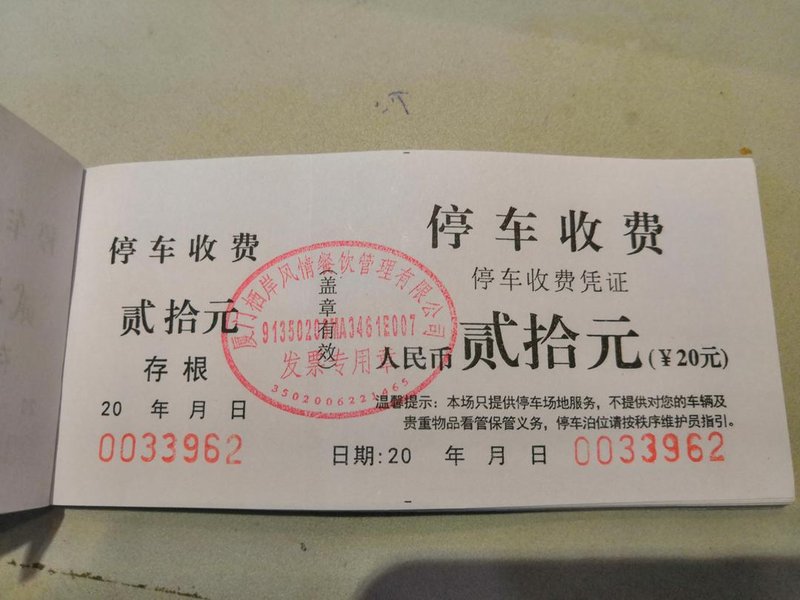 停车收费
贰拾元
存根
20 年 月 日
0033962
(盖章有效)
厦门栖岸风情餐饮管理有限公司
发票专用章
3502006221465
停车收费
停车收费凭证
人民币贰拾元(¥20元)
温馨提示：本场只提供停车场地服务，不提供对您的车辆及
贵重物品看管保管义务，停车泊位请按秩序维护员指引。
日期:20 年 月 日
0033962